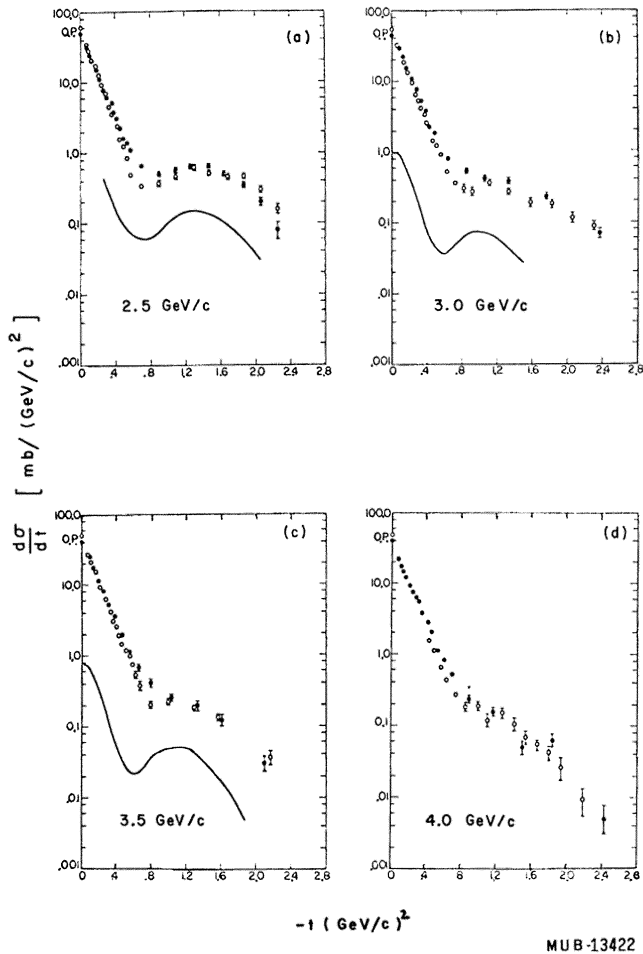 100.0
O.P.
10.0
1.0
0.1
.01
.001
0 .4 .8 1.2 1.6 2.0 2.4 2.8
(a)
2.5 GeV/c
100.0
O.P.
10.0
1.0
0.1
.01
.001
0 .4 .8 1.2 1.6 2.0 2.4 2.8
(b)
3.0 GeV/c
dσ/dt [ mb/ (GeV/c)² ]
100.0
O.P.
10.0
1.0
0.1
.01
.001
0 .4 .8 1.2 1.6 2.0 2.4 2.8
(c)
3.5 GeV/c
100.0
O.P.
10.0
1.0
0.1
.01
.001
0 .4 .8 1.2 1.6 2.0 2.4 2.8
(d)
4.0 GeV/c
-t (GeV/c)²
MUB-13422